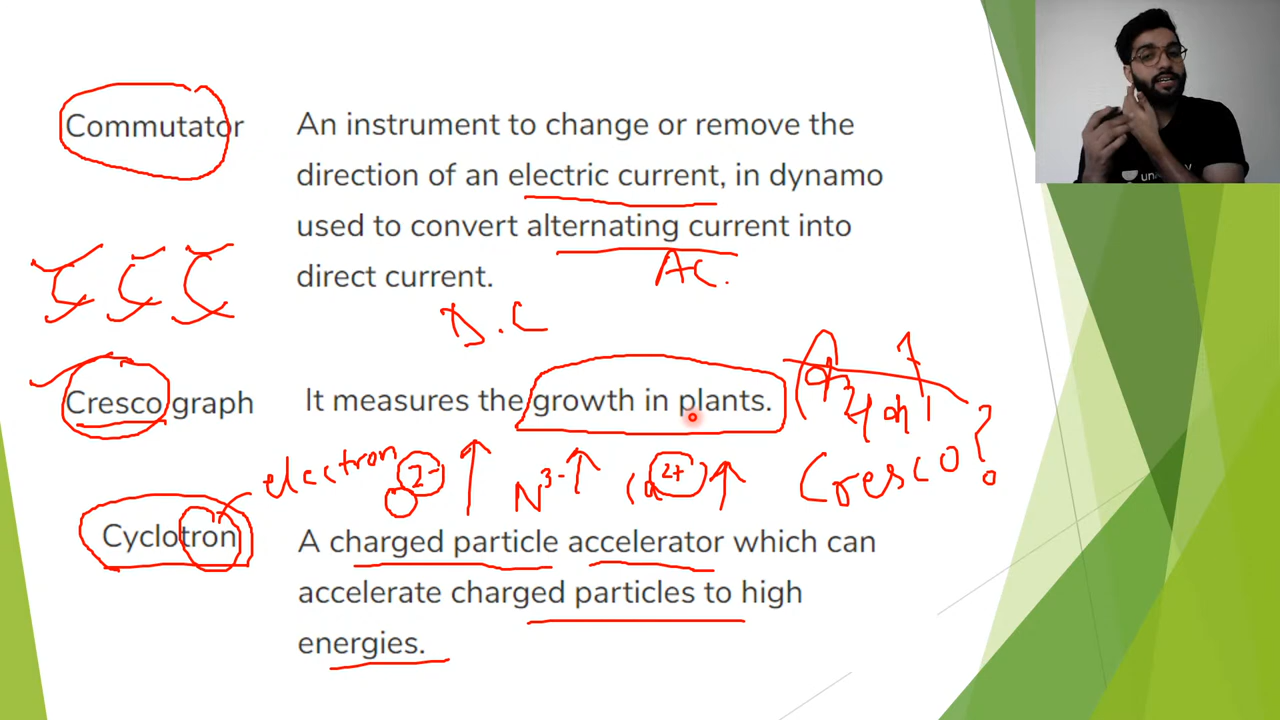 Commutator
An instrument to change or remove the
direction of an electric current, in dynamo
used to convert alternating current into
direct current.
AC.
D.C
Cresco graph
It measures the growth in plants.
Cresco?
electron
2-
N3-
Ca2+
Cyclotron
A charged particle accelerator which can
accelerate charged particles to high
energies.